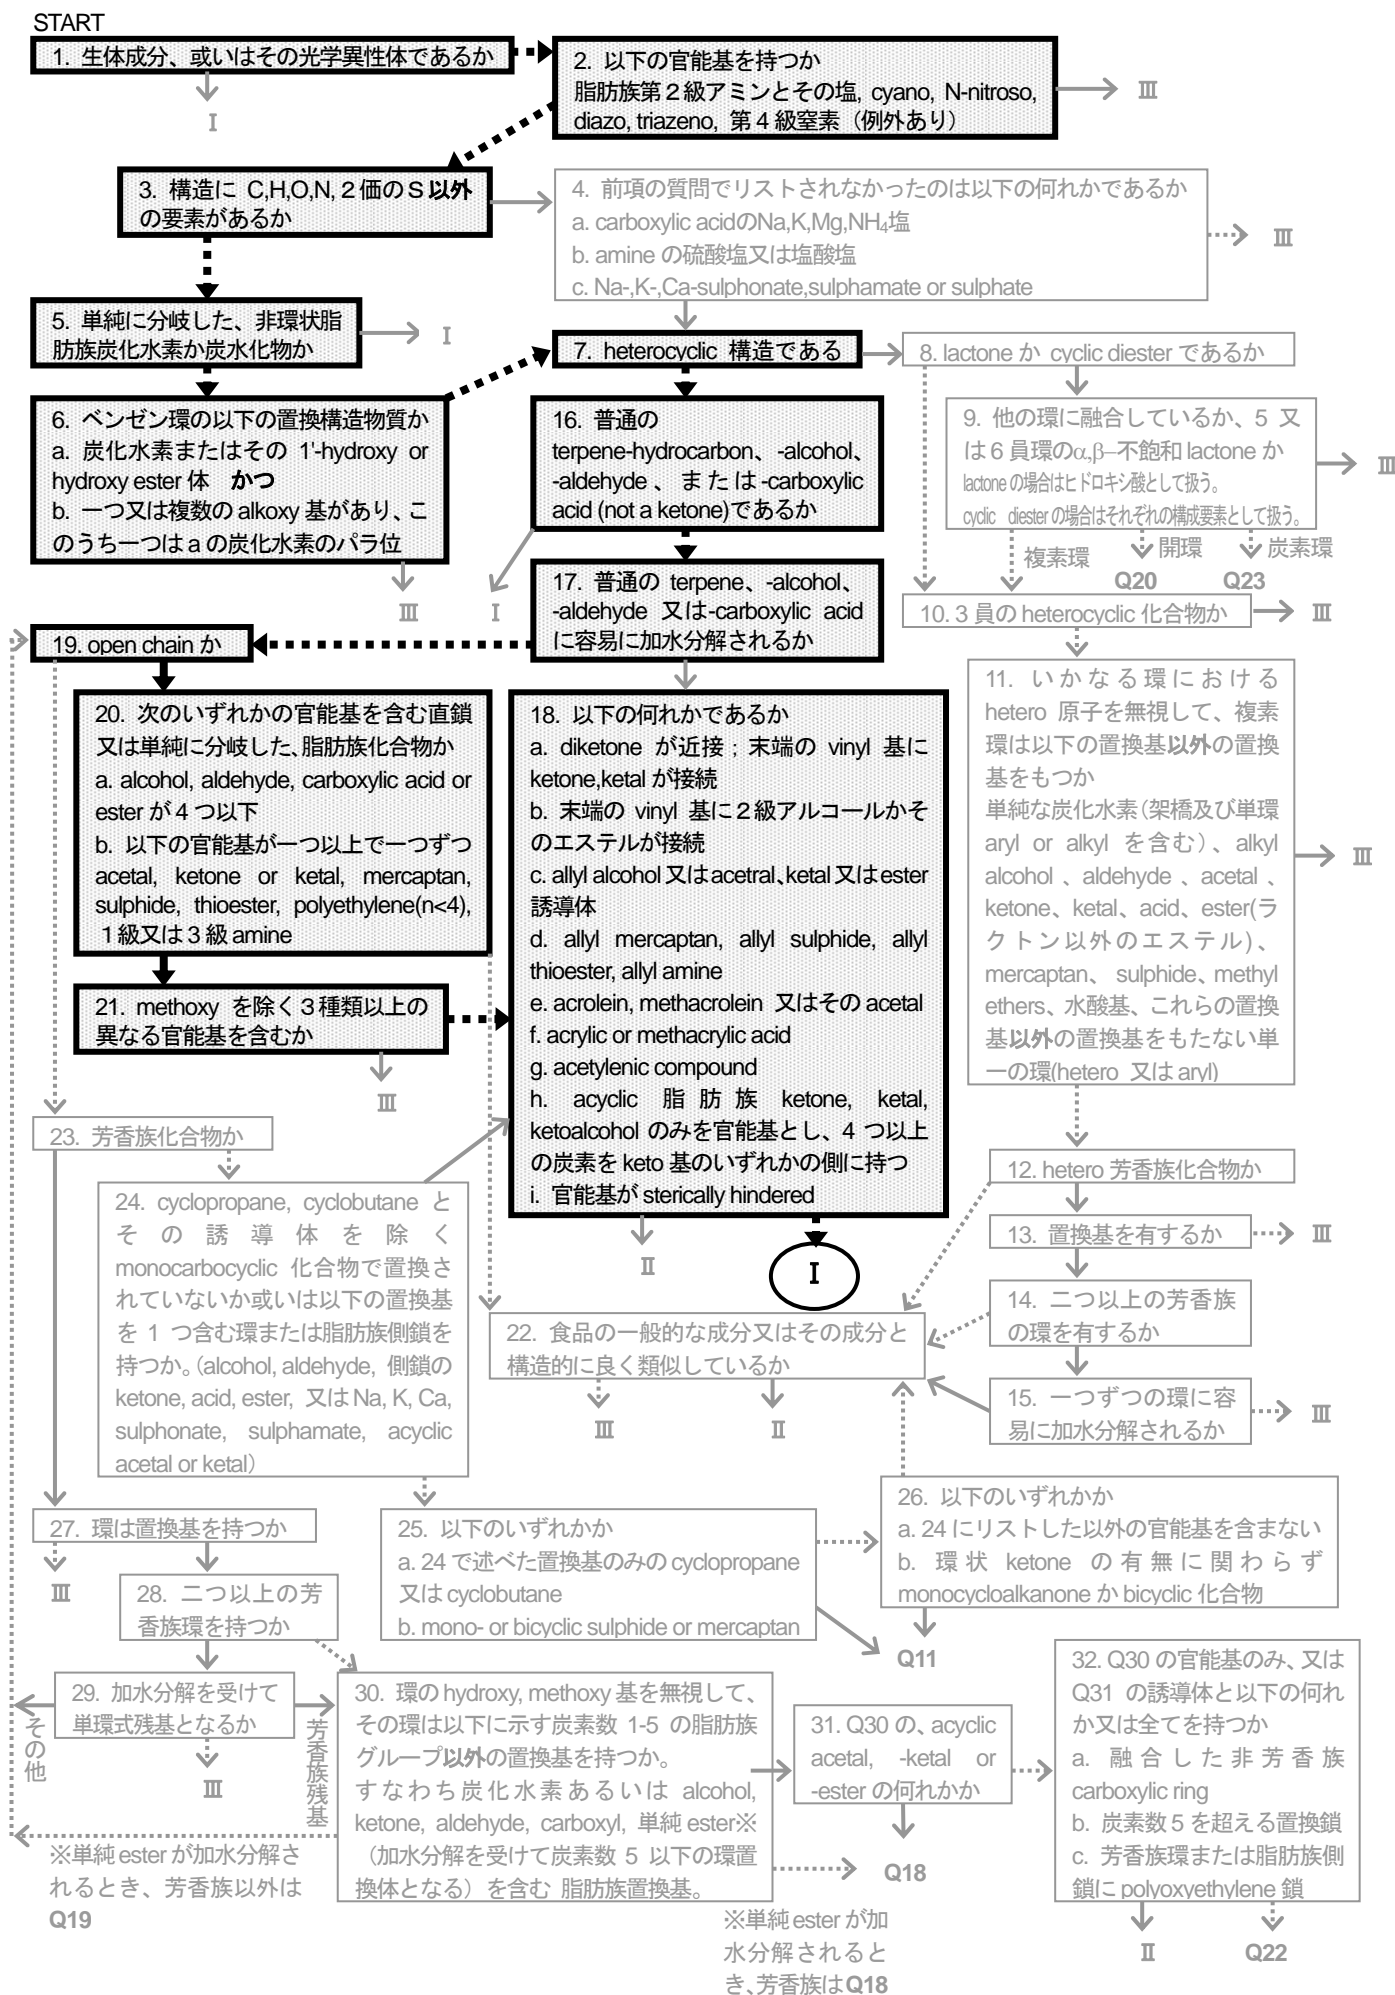 START
1. 生体成分、或いはその光学異性体であるか
Ⅰ
2. 以下の官能基を持つか
脂肪族第2級アミンとその塩, cyano, N-nitroso,
diazo, triazeno, 第4級窒素（例外あり）
Ⅲ
3. 構造に C,H,O,N,2価のS以外
の要素があるか
4. 前項の質問でリストされなかったのは以下の何れかであるか
a. carboxylic acidのNa,K,Mg,NH₄塩
b. amine の硫酸塩又は塩酸塩
c. Na-,K-,Ca-sulphonate,sulphamate or sulphate
Ⅲ
5. 単純に分岐した、非環状脂
肪族炭化水素か炭水化物か
Ⅰ
6. ベンゼン環の以下の置換構造物質か
a. 炭化水素またはその 1'-hydroxy or
hydroxy ester 体 かつ
b. 一つ又は複数の alkoxy 基があり、こ
のうち一つは a の炭化水素のパラ位
Ⅲ
7. heterocyclic 構造である
8. lactone か cyclic diester であるか
9. 他の環に融合しているか、5 又
は 6 員環のα,β–不飽和 lactone か
lactone の場合はヒドロキシ酸として扱う。
cyclic diester の場合はそれぞれの構成要素として扱う。
Ⅲ
複素環
開環
炭素環
Q20
Q23
10. 3 員の heterocyclic 化合物か
Ⅲ
16. 普通の
terpene-hydrocarbon、-alcohol、
-aldehyde、または-carboxylic
acid (not a ketone)であるか
Ⅰ
17. 普通の terpene、-alcohol、
-aldehyde 又は-carboxylic acid
に容易に加水分解されるか
19. open chain か
20. 次のいずれかの官能基を含む直鎖
又は単純に分岐した、脂肪族化合物か
a. alcohol, aldehyde, carboxylic acid or
ester が 4 つ以下
b. 以下の官能基が一つ以上で一つずつ
acetal, ketone or ketal, mercaptan,
sulphide, thioester, polyethylene(n<4),
1級又は3級 amine
21. methoxy を除く3種類以上の
異なる官能基を含むか
Ⅲ
18. 以下の何れかであるか
a. diketone が近接；末端の vinyl 基に
ketone,ketal が接続
b. 末端の vinyl 基に2級アルコールかそ
のエステルが接続
c. allyl alcohol 又は acetral、ketal 又は ester
誘導体
d. allyl mercaptan, allyl sulphide, allyl
thioester, allyl amine
e. acrolein, methacrolein 又はその acetal
f. acrylic or methacrylic acid
g. acetylenic compound
h. acyclic 脂肪族 ketone, ketal,
ketoalcohol のみを官能基とし、4 つ以上
の炭素を keto 基のいずれかの側に持つ
i. 官能基が sterically hindered
Ⅱ
Ⅰ
11. いかなる環における
hetero 原子を無視して、複素
環は以下の置換基以外の置換
基をもつか
単純な炭化水素（架橋及び単環
aryl or alkyl を含む）、alkyl
alcohol、aldehyde、acetal、
ketone、ketal、acid、ester(ラ
クトン以外のエステル)、
mercaptan、sulphide、methyl
ethers、水酸基、これらの置換
基以外の置換基をもたない単
一の環(hetero 又は aryl)
Ⅲ
12. hetero 芳香族化合物か
13. 置換基を有するか
Ⅲ
14. 二つ以上の芳香族
の環を有するか
15. 一つずつの環に容
易に加水分解されるか
Ⅲ
22. 食品の一般的な成分又はその成分と
構造的に良く類似しているか
Ⅲ
Ⅱ
23. 芳香族化合物か
24. cyclopropane, cyclobutane と
その誘導体を除く
monocarbocyclic 化合物で置換さ
れていないか或いは以下の置換基
を 1 つ含む環または脂肪族側鎖を
持つか。（alcohol, aldehyde, 側鎖の
ketone, acid, ester, 又は Na, K, Ca,
sulphonate, sulphamate, acyclic
acetal or ketal）
25. 以下のいずれかか
a. 24 で述べた置換基のみの cyclopropane
又は cyclobutane
b. mono- or bicyclic sulphide or mercaptan
26. 以下のいずれかか
a. 24 にリストした以外の官能基を含まない
b. 環状 ketone の有無に関わらず
monocycloalkanone か bicyclic 化合物
Q11
27. 環は置換基を持つか
Ⅲ
28. 二つ以上の芳
香族環を持つか
29. 加水分解を受けて
単環式残基となるか
その他
芳香族残基
Ⅲ
30. 環の hydroxy, methoxy 基を無視して、
その環は以下に示す炭素数 1-5 の脂肪族
グループ以外の置換基を持つか。
すなわち炭化水素あるいは alcohol,
ketone, aldehyde, carboxyl, 単純 ester※
（加水分解を受けて炭素数 5 以下の環置
換体となる）を含む 脂肪族置換基。
31. Q30 の、acyclic
acetal, -ketal or
-ester の何れかか
Q18
32. Q30 の官能基のみ、又は
Q31 の誘導体と以下の何れ
か又は全てを持つか
a. 融合した非芳香族
carboxylic ring
b. 炭素数 5 を超える置換鎖
c. 芳香族環または脂肪族側
鎖に polyoxyethylene 鎖
Ⅱ
Q22
※単純 ester が加水分解さ
れるとき、芳香族以外は
Q19
※単純 ester が加
水分解されると
き、芳香族は Q18